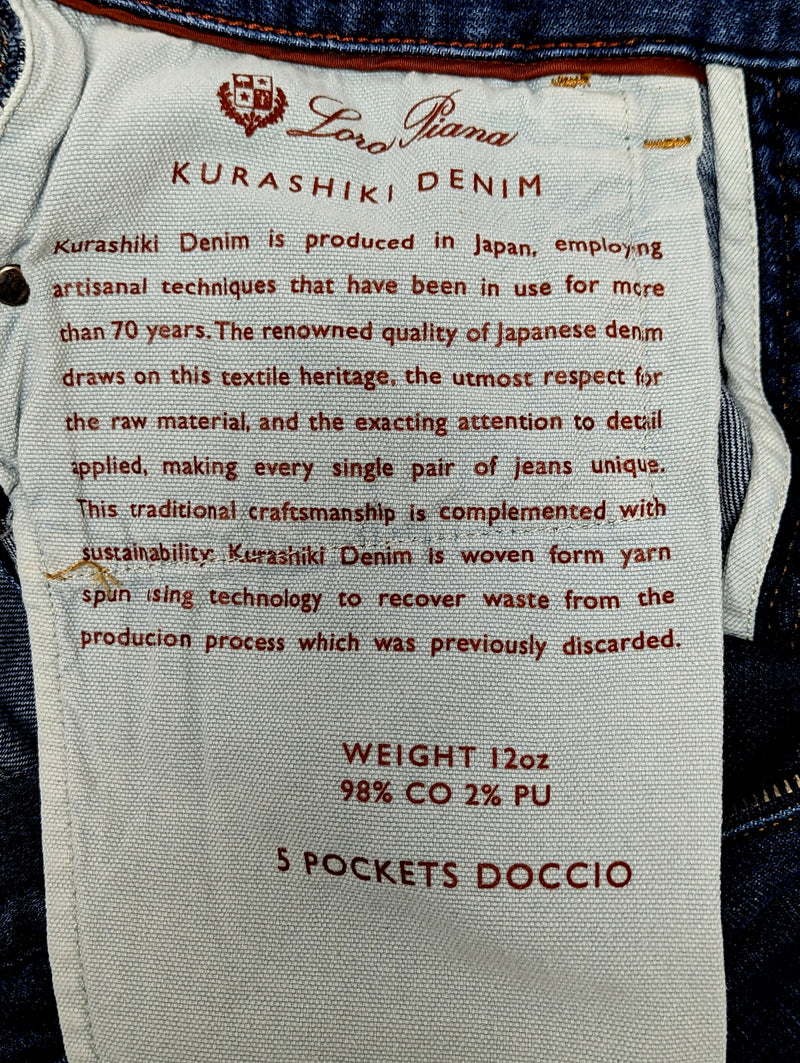 Loro Piana
KURASHIKI DENIM
Kurashiki Denim is produced in Japan, employing
artisanal techniques that have been in use for more
than 70 years. The renowned quality of Japanese denim
draws on this textile heritage, the utmost respect for
the raw material, and the exacting attention to detail
applied, making every single pair of jeans unique.
This traditional craftsmanship is complemented with
sustainability: Kurashiki Denim is woven form yarn
spun ising technology to recover waste from the
producion process which was previously discarded.
WEIGHT 12oz
98% CO 2% PU
5 POCKETS DOCCIO